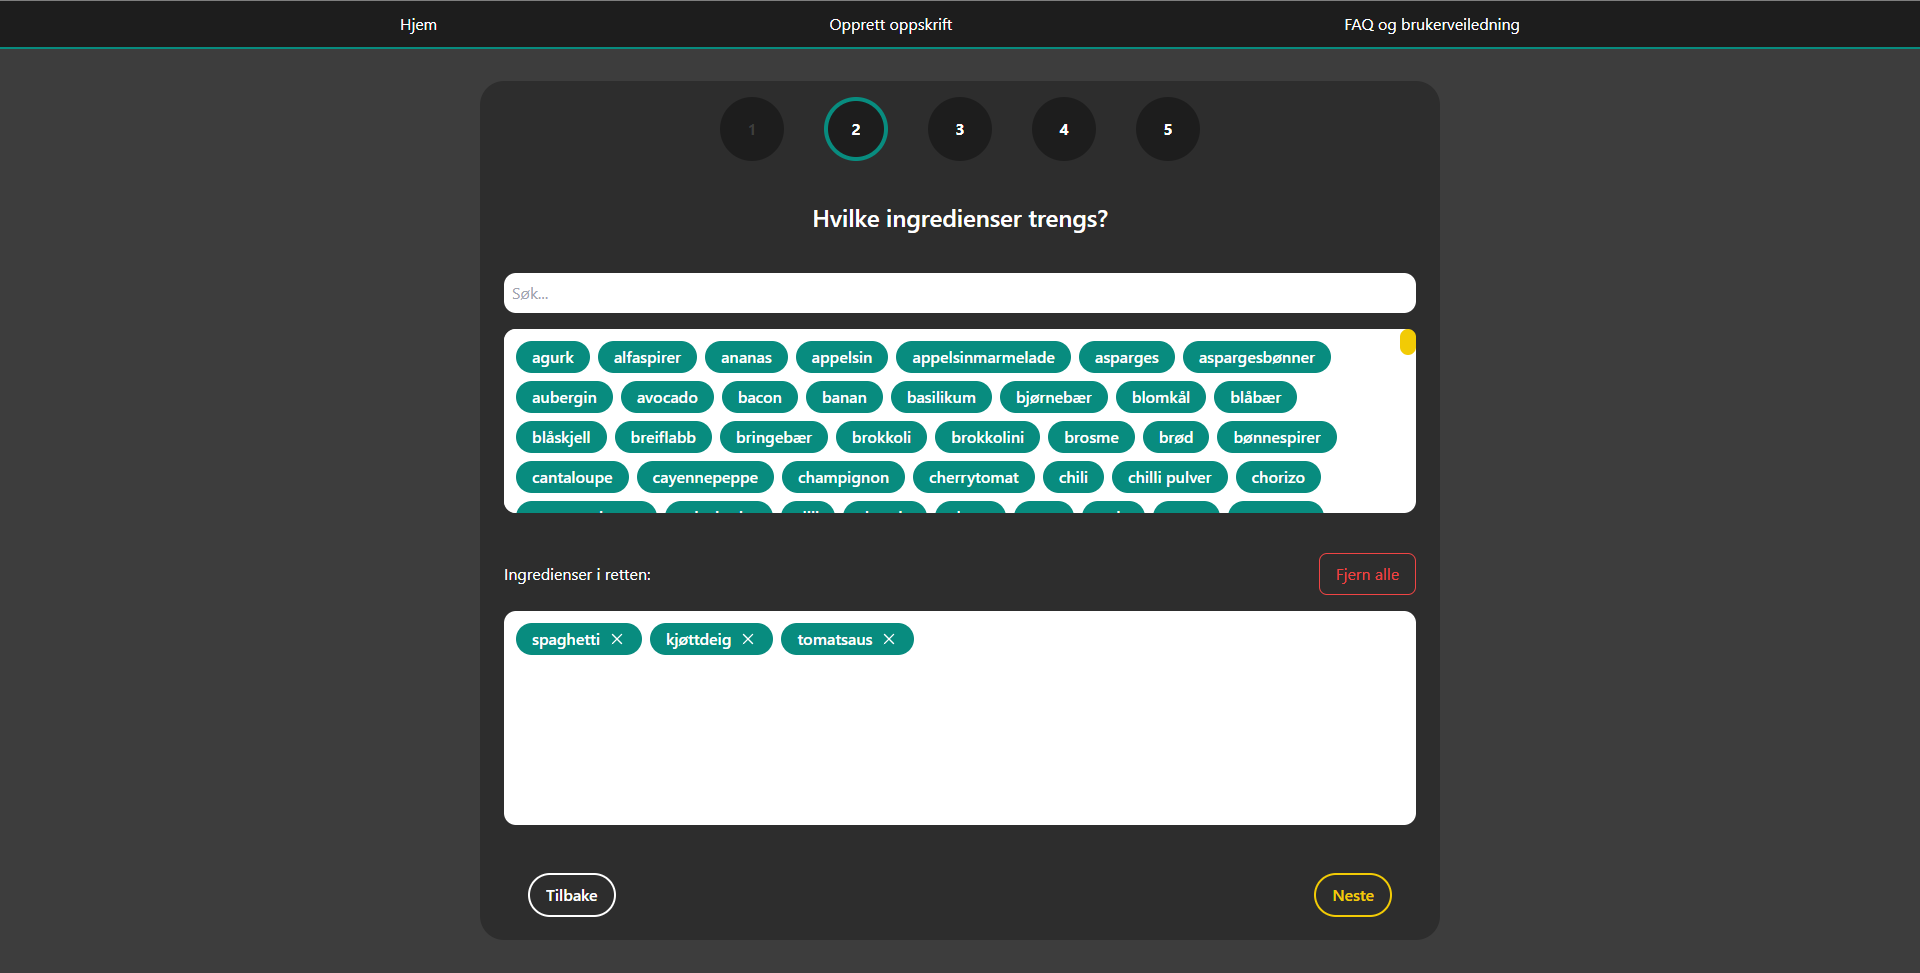 Hjem Opprett oppskrift FAQ og brukerveiledning
1 2 3 4 5
Hvilke ingredienser trengs?
Søk...
agurk alfaspirer ananas appelsin appelsinmarmelade asparges aspargesbønner
aubergin avocado bacon banan basilikum bjørnebær blomkål blåbær
blåskjell breiflabb bringebær brokkoli brokkolini brosme brød bønnespirer
cantaloupe cayennepeppe champignon cherrytomat chili chilli pulver chorizo
Ingredienser i retten: Fjern alle
spaghetti kjøttdeig tomatsaus
Tilbake Neste